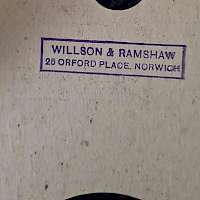 WILLSON & RAMSHAW
25 ORFORD PLACE, NORWICH